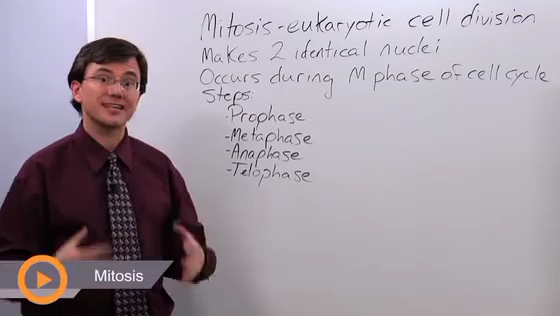 Mitosis - eukaryotic cell division
Makes 2 identical nuclei
Occurs during M phase of cell cycle
Steps:
· Prophase
- Metaphase
- Anaphase
- Telophase
Mitosis